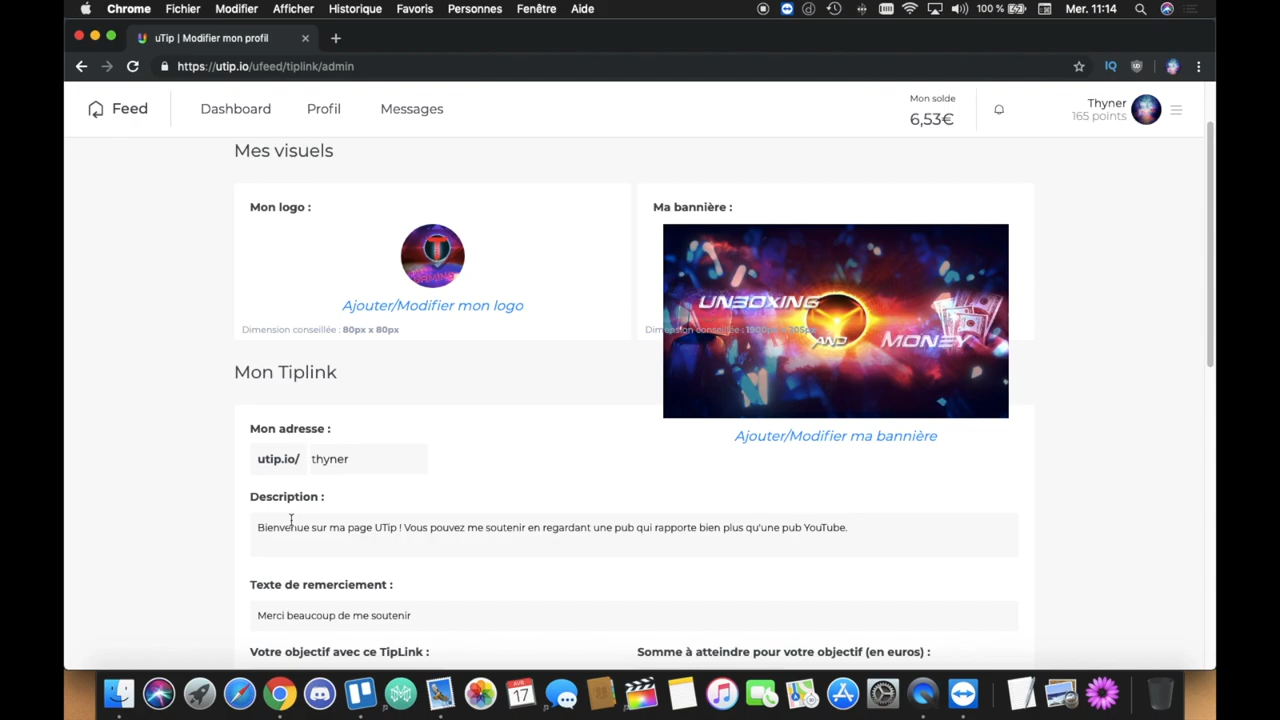 Chrome Fichier Modifier Afficher Historique Favoris Personnes Fenêtre Aide 100 % Mer. 11:14
uTip | Modifier mon profil
https://utip.io/ufeed/tiplink/admin
Feed Dashboard Profil Messages
Mon solde
6,53€
Thyner
165 points
Mes visuels
Mon logo :
Ajouter/Modifier mon logo
Dimension conseillée : 80px x 80px
Ma bannière :
UNBOXING
AND
MONEY
Ajouter/Modifier ma bannière
Mon Tiplink
Mon adresse :
utip.io/ thyner
Description :
Bienvenue sur ma page UTip ! Vous pouvez me soutenir en regardant une pub qui rapporte bien plus qu'une pub YouTube.
Texte de remerciement :
Merci beaucoup de me soutenir
Votre objectif avec ce TipLink :
Somme à atteindre pour votre objectif (en euros) :
17